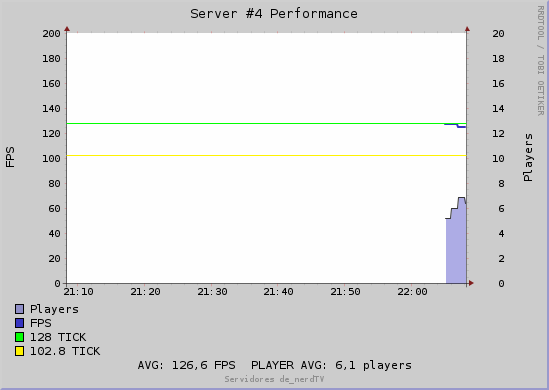 Server #4 Performance
RRDTOOL / TOBI OETIKER
200
180
160
140
120
100
80
60
40
20
0
FPS
20
18
16
14
12
10
8
6
4
2
0
Players
21:10 21:20 21:30 21:40 21:50 22:00
Players
FPS
128 TICK
102.8 TICK
AVG: 126,6 FPS PLAYER AVG: 6,1 players
Servidores de_nerdTV